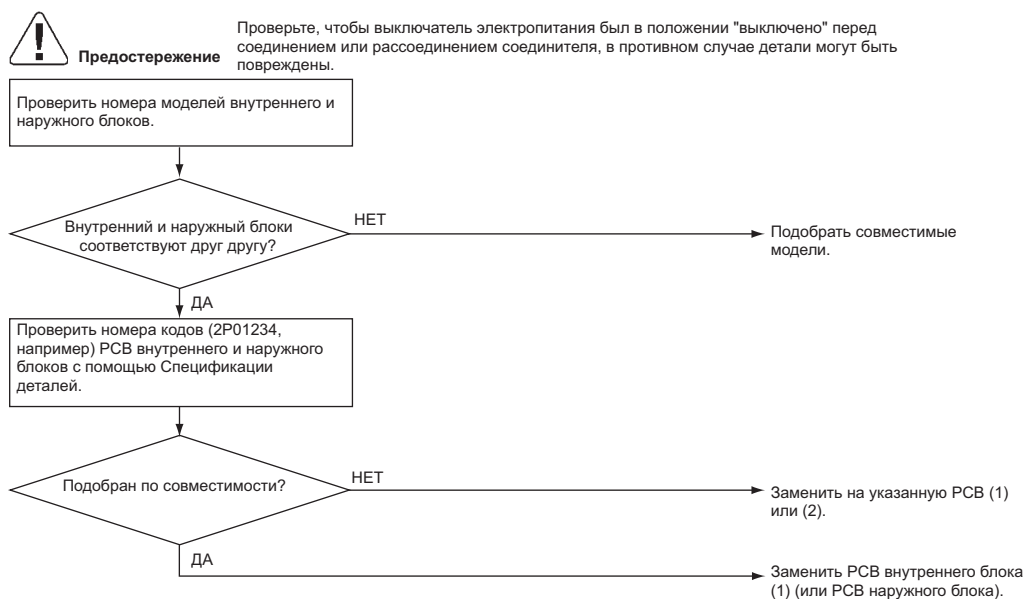 Проверьте, чтобы выключатель электропитания был в положении "выключено" перед
соединением или рассоединением соединителя, в противном случае детали могут быть
повреждены.
!
Предостережение
Проверить номера моделей внутреннего и
наружного блоков.
Внутренний и наружный блоки
соответствуют друг другу?
НЕТ
Подобрать совместимые
модели.
ДА
Проверить номера кодов (2P01234,
например) PCB внутреннего и наружного
блоков с помощью Спецификации
деталей.
Подобран по совместимости?
НЕТ
Заменить на указанную PCB (1)
или (2).
ДА
Заменить PCB внутреннего блока
(1) (или PCB наружного блока).